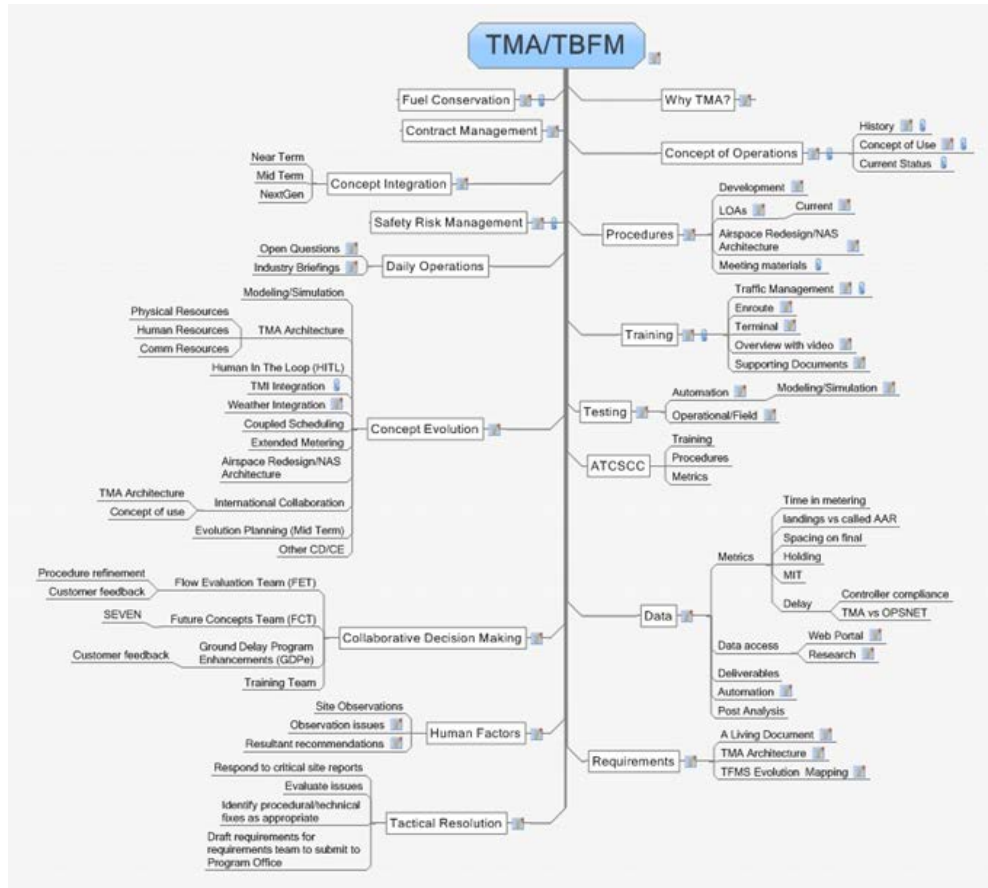 TMA/TBFM
Fuel Conservation
Contract Management
Near Term
Mid Term
NextGen
Concept Integration
Safety Risk Management
Open Questions
Industry Briefings
Daily Operations
Modeling/Simulation
Physical Resources
Human Resources
Comm Resources
TMA Architecture
Human In The Loop (HITL)
TMI Integration
Weather Integration
Coupled Scheduling
Extended Metering
Airspace Redesign/NAS
Architecture
TMA Architecture
Concept of use
International Collaboration
Evolution Planning (Mid Term)
Other CD/CE
Concept Evolution
Procedure refinement
Customer feedback
Flow Evaluation Team (FET)
SEVEN
Future Concepts Team (FCT)
Customer feedback
Ground Delay Program
Enhancements (GDPe)
Training Team
Collaborative Decision Making
Site Observations
Observation issues
Resultant recommendations
Human Factors
Respond to critical site reports
Evaluate issues
Identify procedural/technical
fixes as appropriate
Draft requirements for
requirements team to submit to
Program Office
Tactical Resolution
Why TMA?
Concept of Operations
History
Concept of Use
Current Status
Procedures
Development
LOAs
Current
Airspace Redesign/NAS
Architecture
Meeting materials
Training
Traffic Management
Enroute
Terminal
Overview with video
Supporting Documents
Testing
Automation
Modeling/Simulation
Operational/Field
ATCSCC
Training
Procedures
Metrics
Data
Metrics
Time in metering
landings vs called AAR
Spacing on final
Holding
MIT
Delay
Controller compliance
TMA vs OPSNET
Data access
Web Portal
Research
Deliverables
Automation
Post Analysis
Requirements
A Living Document
TMA Architecture
TFMS Evolution Mapping